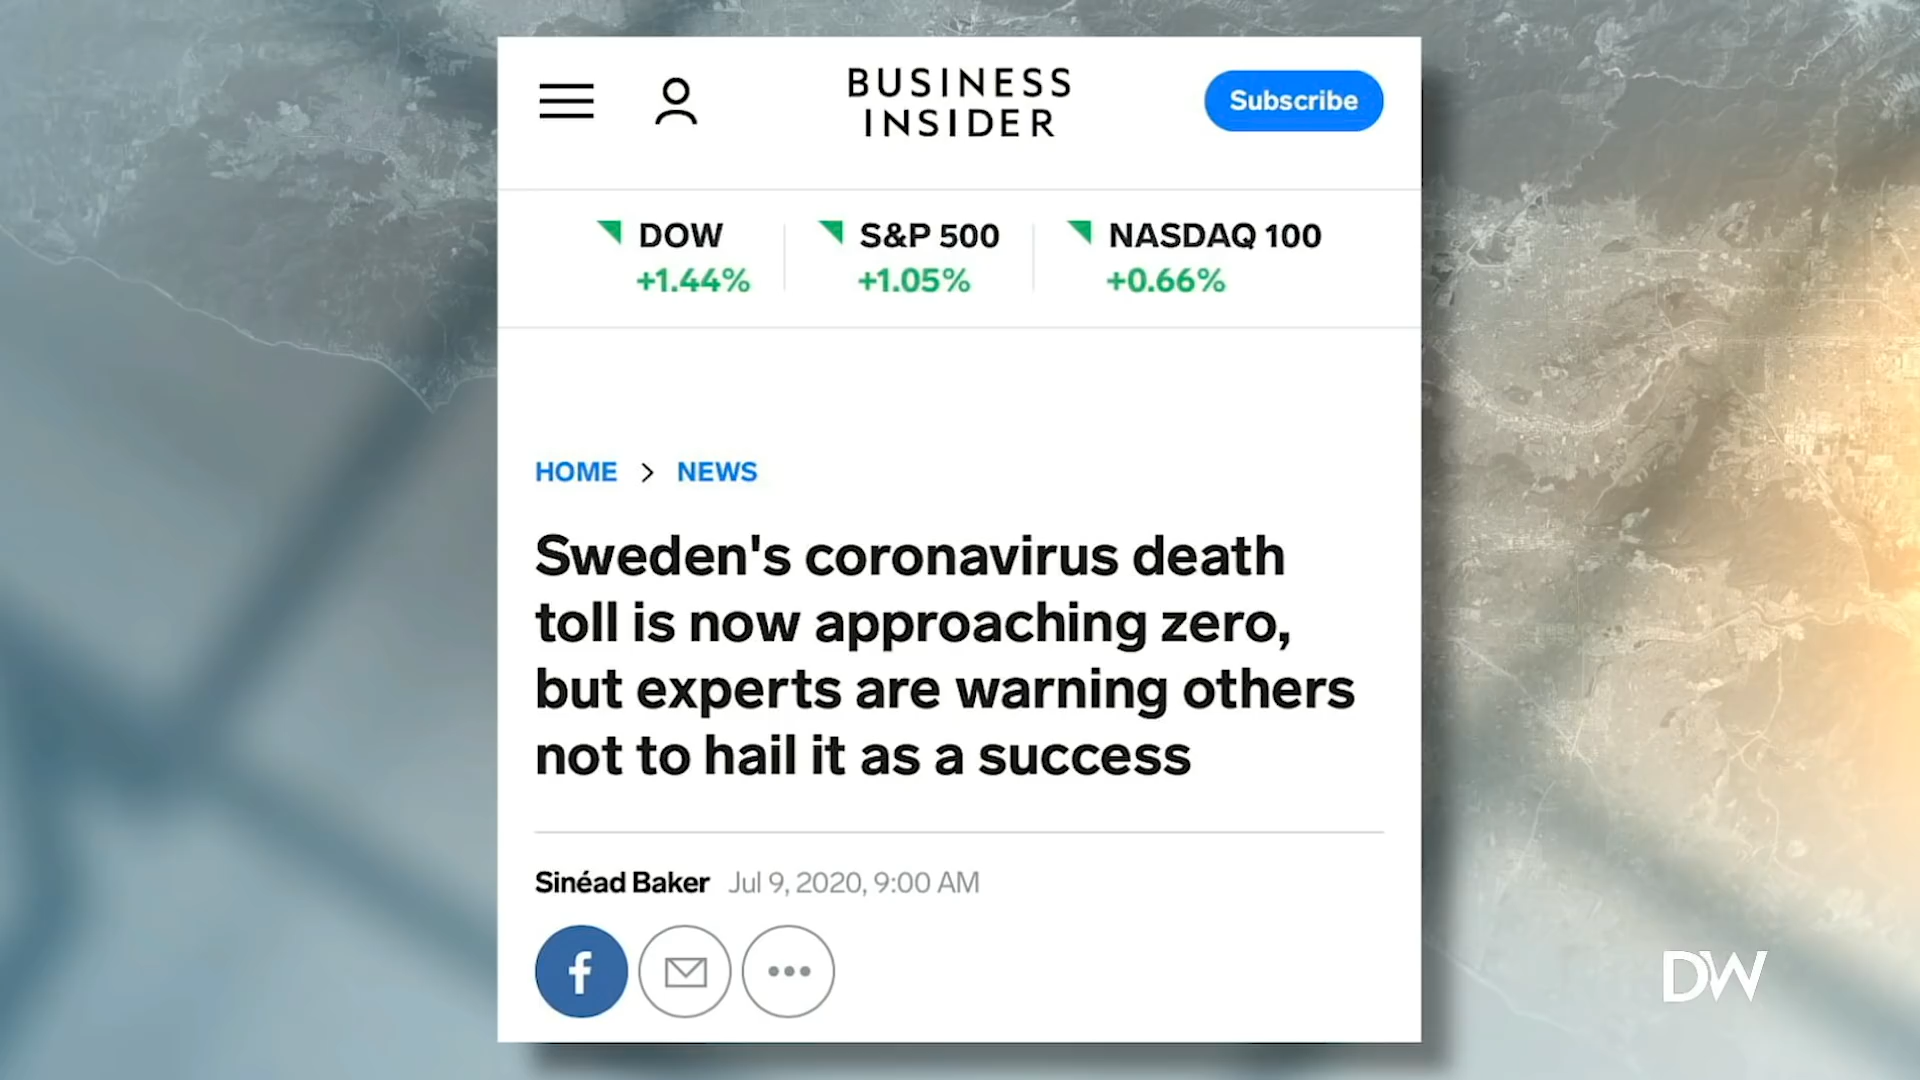 BUSINESS
INSIDER
Subscribe
DOW
+1.44%
S&P 500
+1.05%
NASDAQ 100
+0.66%
HOME > NEWS
Sweden's coronavirus death
toll is now approaching zero,
but experts are warning others
not to hail it as a success
Sinéad Baker Jul 9, 2020, 9:00 AM
DW